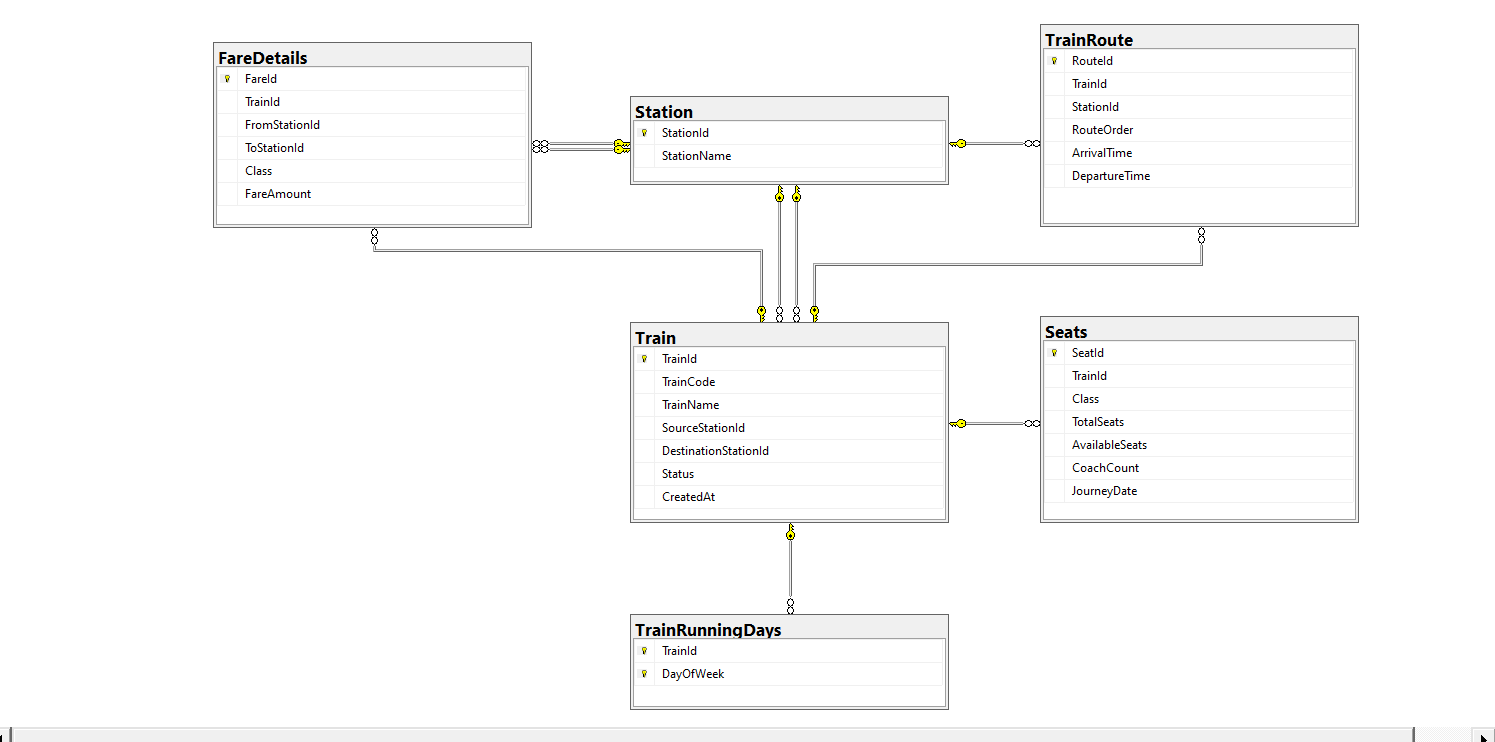 FareDetails
FareId
TrainId
FromStationId
ToStationId
Class
FareAmount
Station
StationId
StationName
TrainRoute
RouteId
TrainId
StationId
RouteOrder
ArrivalTime
DepartureTime
Train
TrainId
TrainCode
TrainName
SourceStationId
DestinationStationId
Status
CreatedAt
Seats
SeatId
TrainId
Class
TotalSeats
AvailableSeats
CoachCount
JourneyDate
TrainRunningDays
TrainId
DayOfWeek